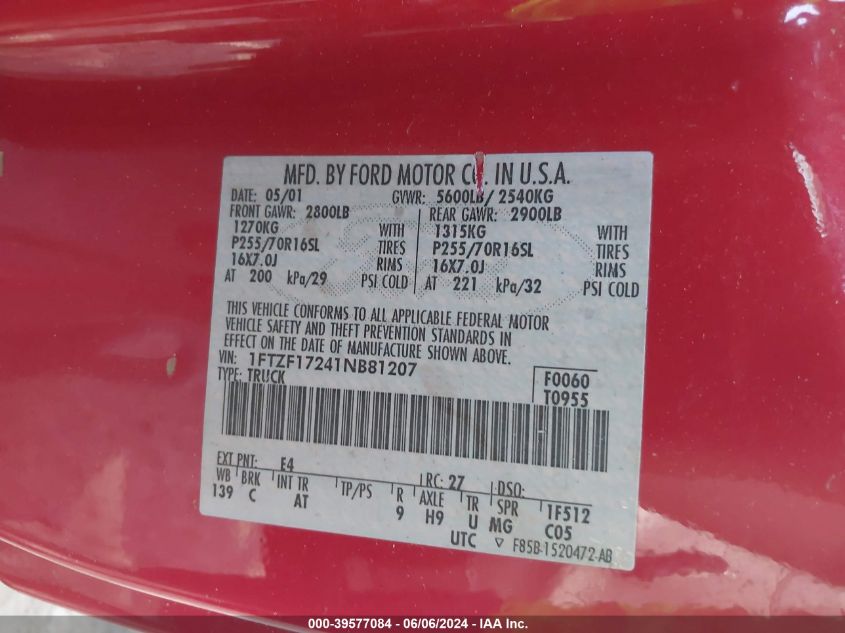 MFD. BY FORD MOTOR CO. IN U.S.A.
DATE: 05/01 GVWR: 5600LB/ 2540KG
FRONT GAWR: 2800LB REAR GAWR: 2900LB
1270KG WITH 1315KG WITH
P255/70R16SL TIRES P255/70R16SL TIRES
16X7.0J RIMS 16X7.0J RIMS
AT 200 kPa/29 PSI COLD AT 221 kPa/32 PSI COLD
THIS VEHICLE CONFORMS TO ALL APPLICABLE FEDERAL MOTOR
VEHICLE SAFETY AND THEFT PREVENTION STANDARDS IN
EFFECT ON THE DATE OF MANUFACTURE SHOWN ABOVE.
VIN: 1FTZF17241NB81207 F0060
TYPE: TRUCK T0955
EXT PNT: E4 RC: 27 DSO:
WB BRK INT TR TP/PS R AXLE TR SPR 1F512
139 C AT 9 H9 U MG C05
UTC ▽ F85B-1520472-AB
000-39577084 - 06/06/2024 - IAA Inc.